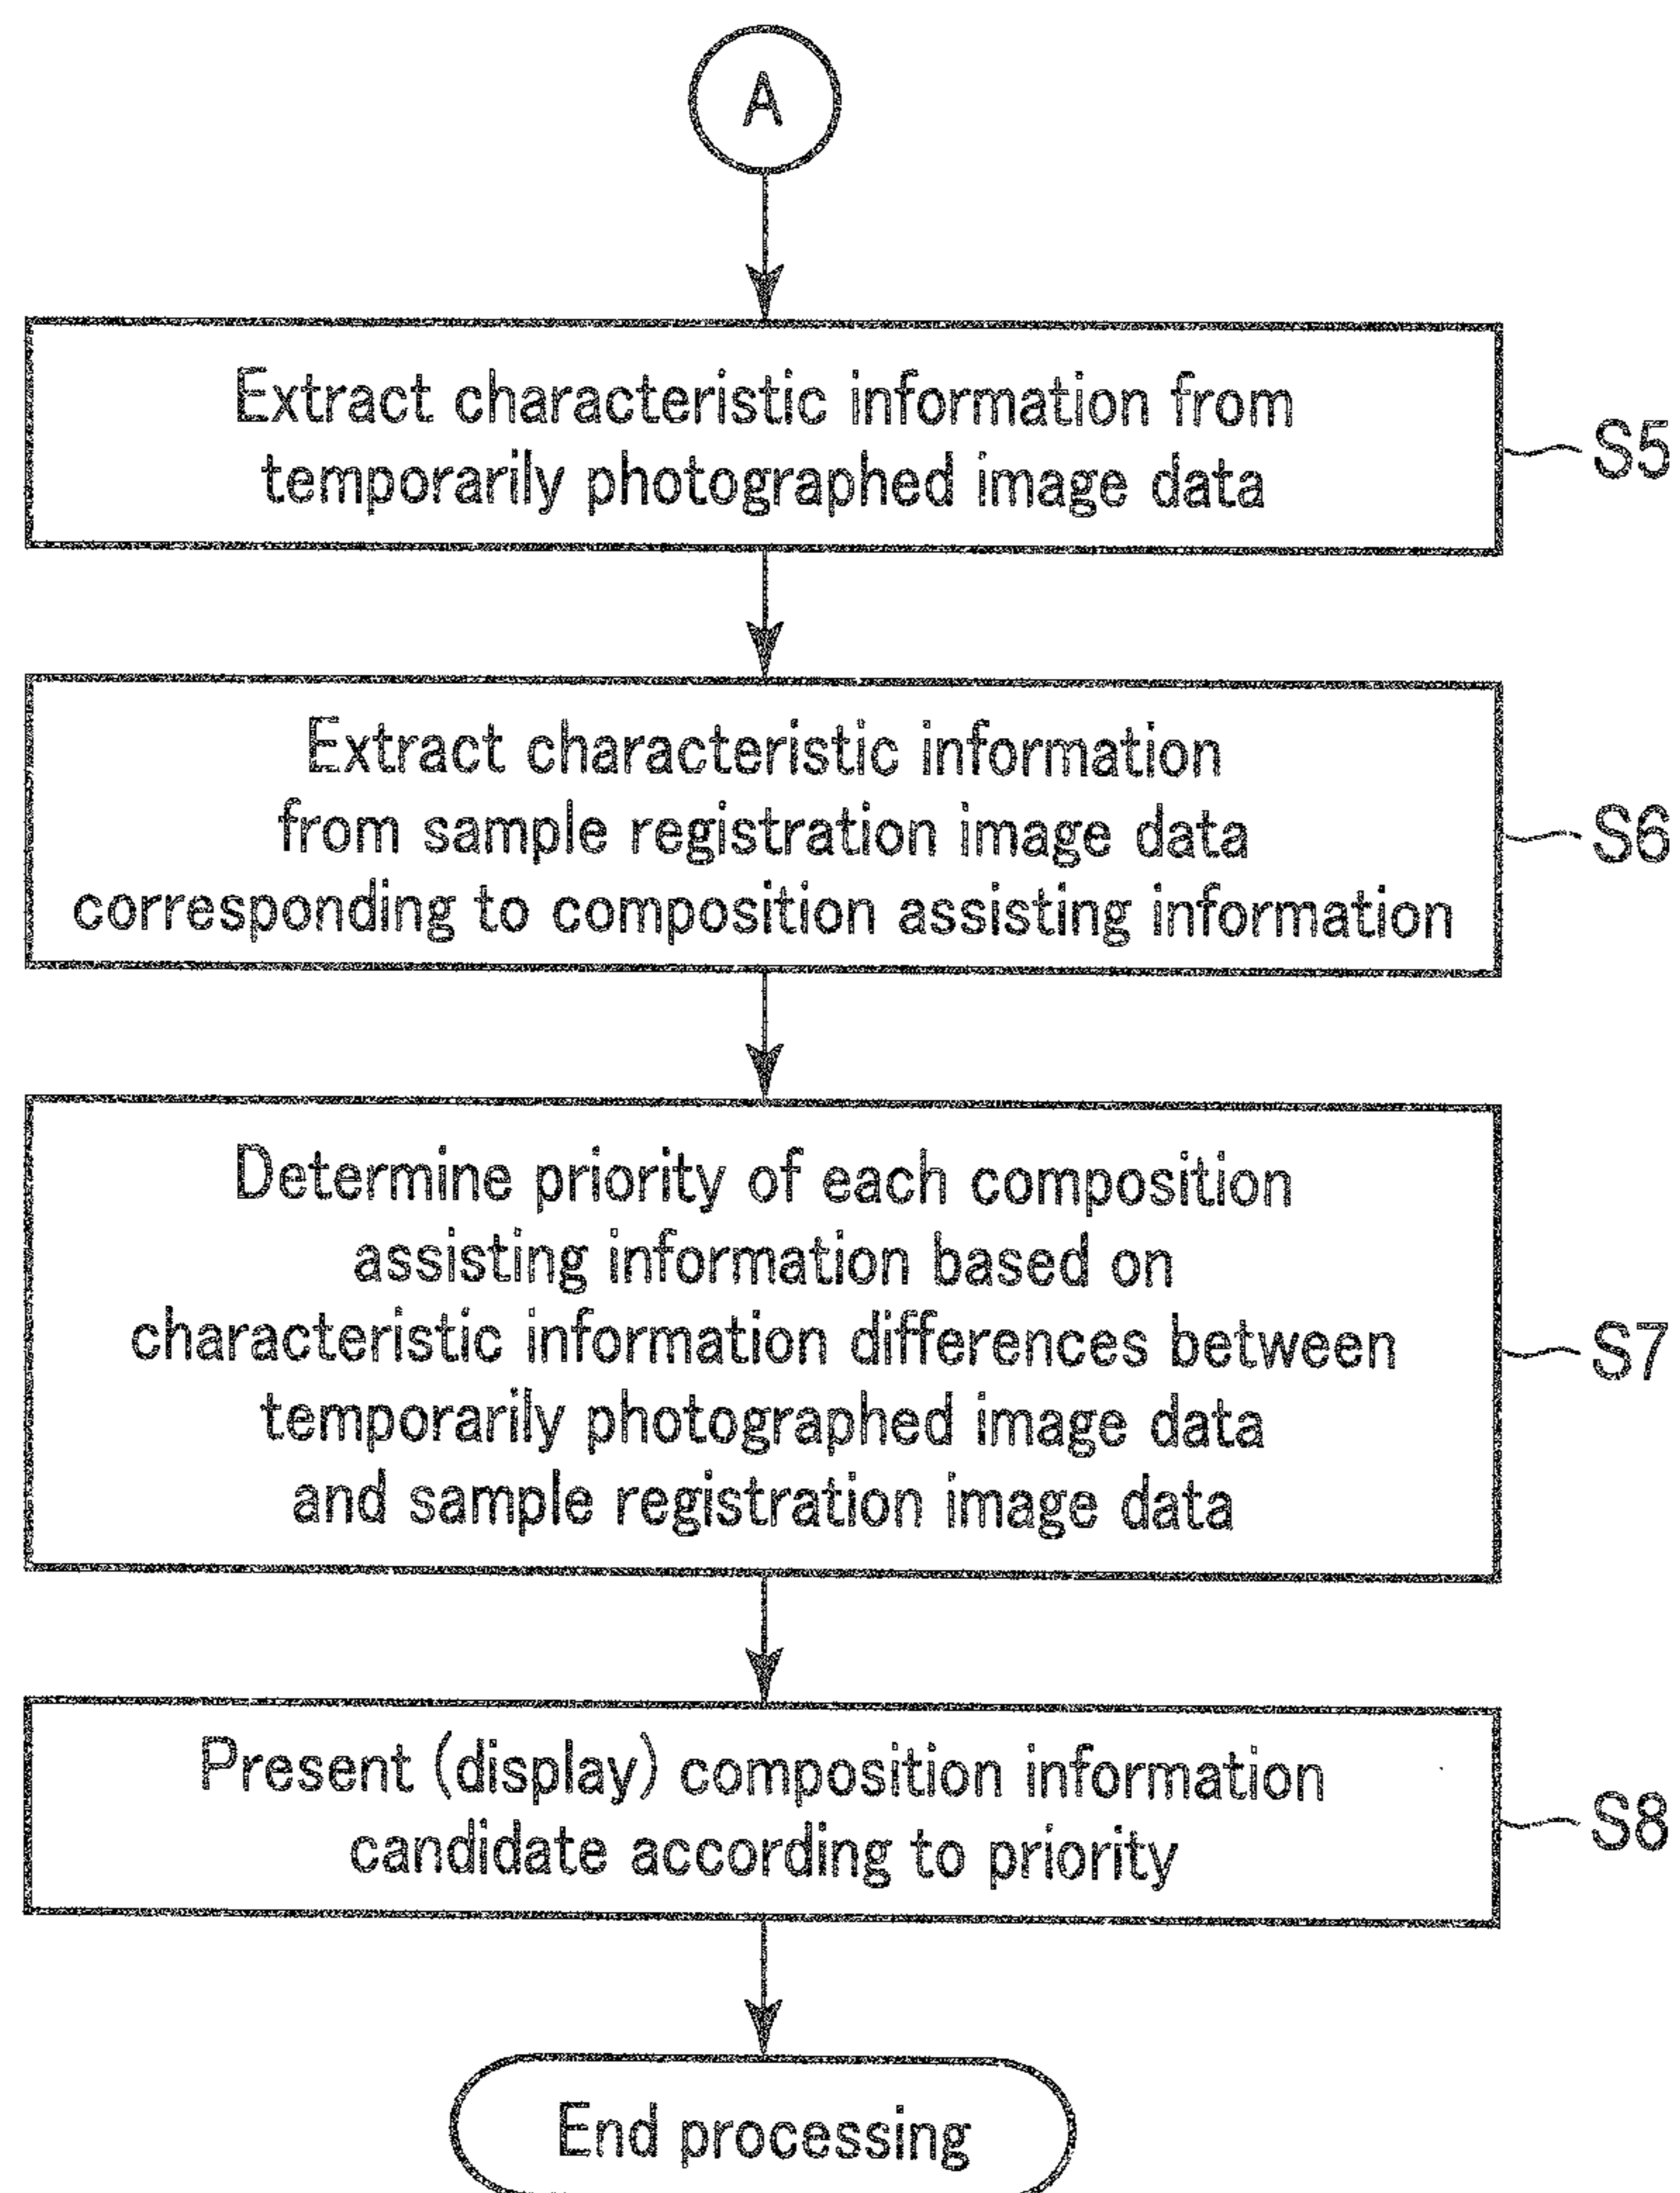 A
Extract characteristic information from
temporarily photographed image data
S5
Extract characteristic information
from sample registration image data
corresponding to composition assisting information
S6
Determine priority of each composition
assisting information based on
characteristic information differences between
temporarily photographed image data
and sample registration image data
S7
Present (display) composition information
candidate according to priority
S8
End processing